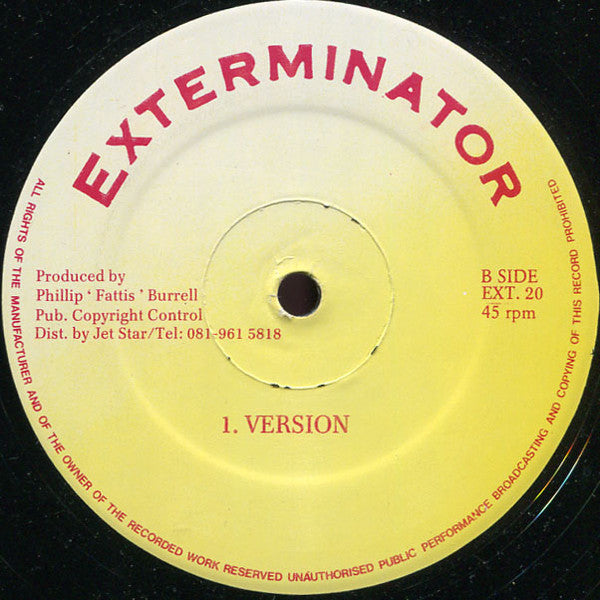 EXTERMINATOR
Produced by
Phillip ‘ Fattis ’ Burrell
Pub. Copyright Control
Dist. by Jet Star/Tel: 081-961 5818
B SIDE
EXT. 20
45 rpm
1. VERSION
ALL RIGHTS OF THE MANUFACTURER AND OF THE OWNER OF THE RECORDED WORK RESERVED UNAUTHORISED PUBLIC PERFORMANCE BROADCASTING AND COPYING OF THIS RECORD PROHIBITED